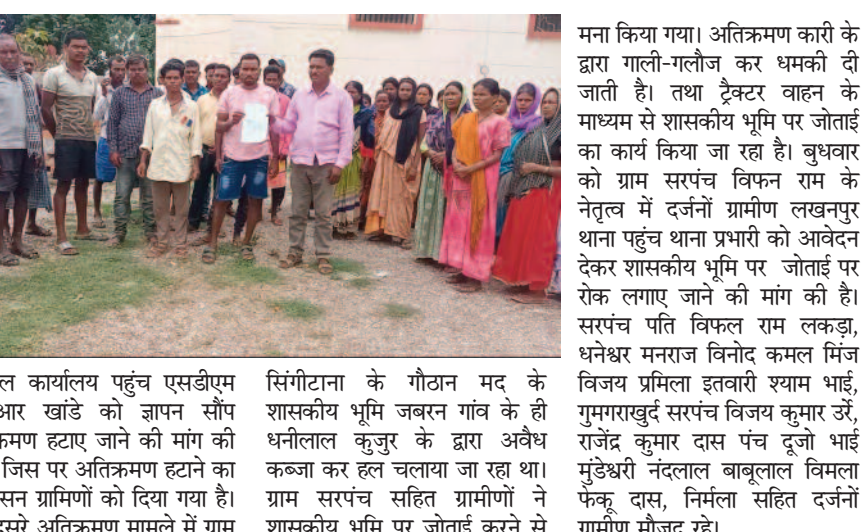 ल कार्यालय पहुंच एसडीएम
आर खांडे को ज्ञापन सौंप
क्रमण हटाए जाने की मांग की
जिस पर अतिक्रमण हटाने का
सन ग्रामिणों को दिया गया है।
दूसरे अतिक्रमण मामले में ग्राम
सिंगीटाना के गौठान मद के
शासकीय भूमि जबरन गांव के ही
धनीलाल कुजुर के द्वारा अवैध
कब्जा कर हल चलाया जा रहा था।
ग्राम सरपंच सहित ग्रामीणों ने
शासकीय भूमि पर जोताई करने से
मना किया गया। अतिक्रमण कारी के
द्वारा गाली-गलौज कर धमकी दी
जाती है। तथा ट्रैक्टर वाहन के
माध्यम से शासकीय भूमि पर जोताई
का कार्य किया जा रहा है। बुधवार
को ग्राम सरपंच विफन राम के
नेतृत्व में दर्जनों ग्रामीण लखनपुर
थाना पहुंच थाना प्रभारी को आवेदन
देकर शासकीय भूमि पर जोताई पर
रोक लगाए जाने की मांग की है।
सरपंच पति विफल राम लकड़ा,
धनेश्वर मनराज विनोद कमल मिंज
विजय प्रमिला इतवारी श्याम भाई,
गुमगराखुर्द सरपंच विजय कुमार उर्रे,
राजेंद्र कुमार दास पंच दूजो भाई
मुंडेश्वरी नंदलाल बाबूलाल विमला
फेकू दास, निर्मला सहित दर्जनों
ग्रामीण मौजूद रहे।